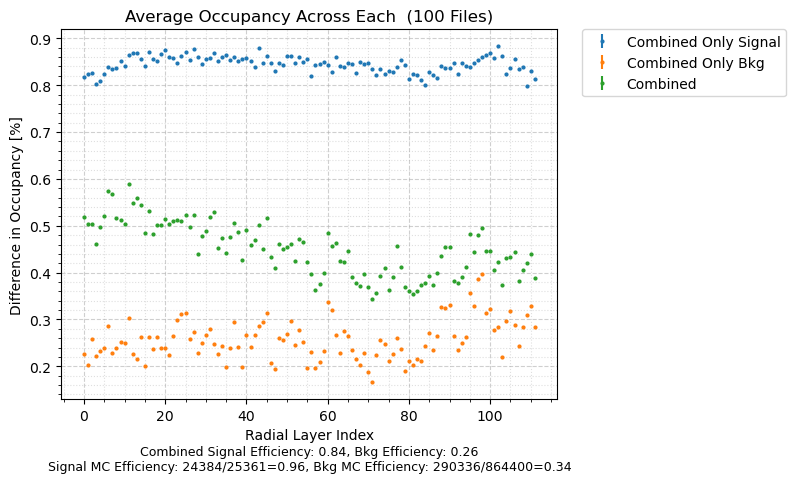 Average Occupancy Across Each  (100 Files)
Difference in Occupancy [%]
0.9
0.8
0.7
0.6
0.5
0.4
0.3
0.2
0
20
40
60
80
100
Radial Layer Index
Combined Signal Efficiency: 0.84, Bkg Efficiency: 0.26
Signal MC Efficiency: 24384/25361=0.96, Bkg MC Efficiency: 290336/864400=0.34
Combined Only Signal
Combined Only Bkg
Combined